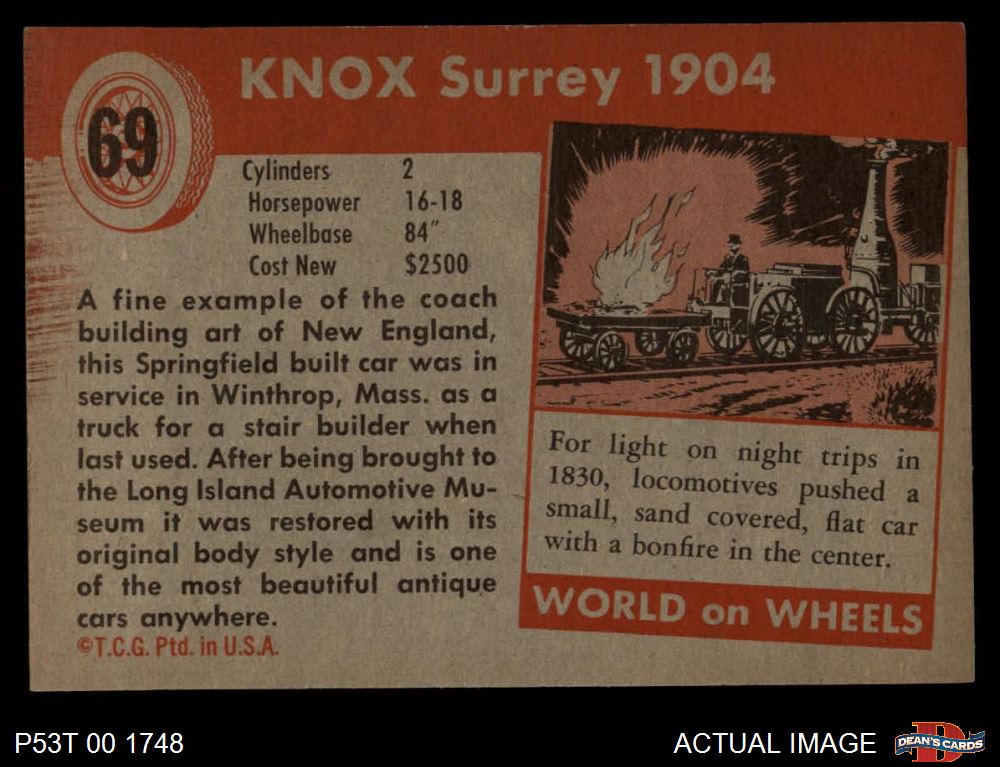 69
KNOX Surrey 1904
Cylinders 2
Horsepower 16-18
Wheelbase 84"
Cost New $2500
A fine example of the coach
building art of New England,
this Springfield built car was in
service in Winthrop, Mass. as a
truck for a stair builder when
last used. After being brought to
the Long Island Automotive Mu-
seum it was restored with its
original body style and is one
of the most beautiful antique
cars anywhere.
©T.C.G. Ptd. in U.S.A.
For light on night trips in
1830, locomotives pushed a
small, sand covered, flat car
with a bonfire in the center.
WORLD on WHEELS
P53T 00 1748
ACTUAL IMAGE
D
DEAN'S CARDS